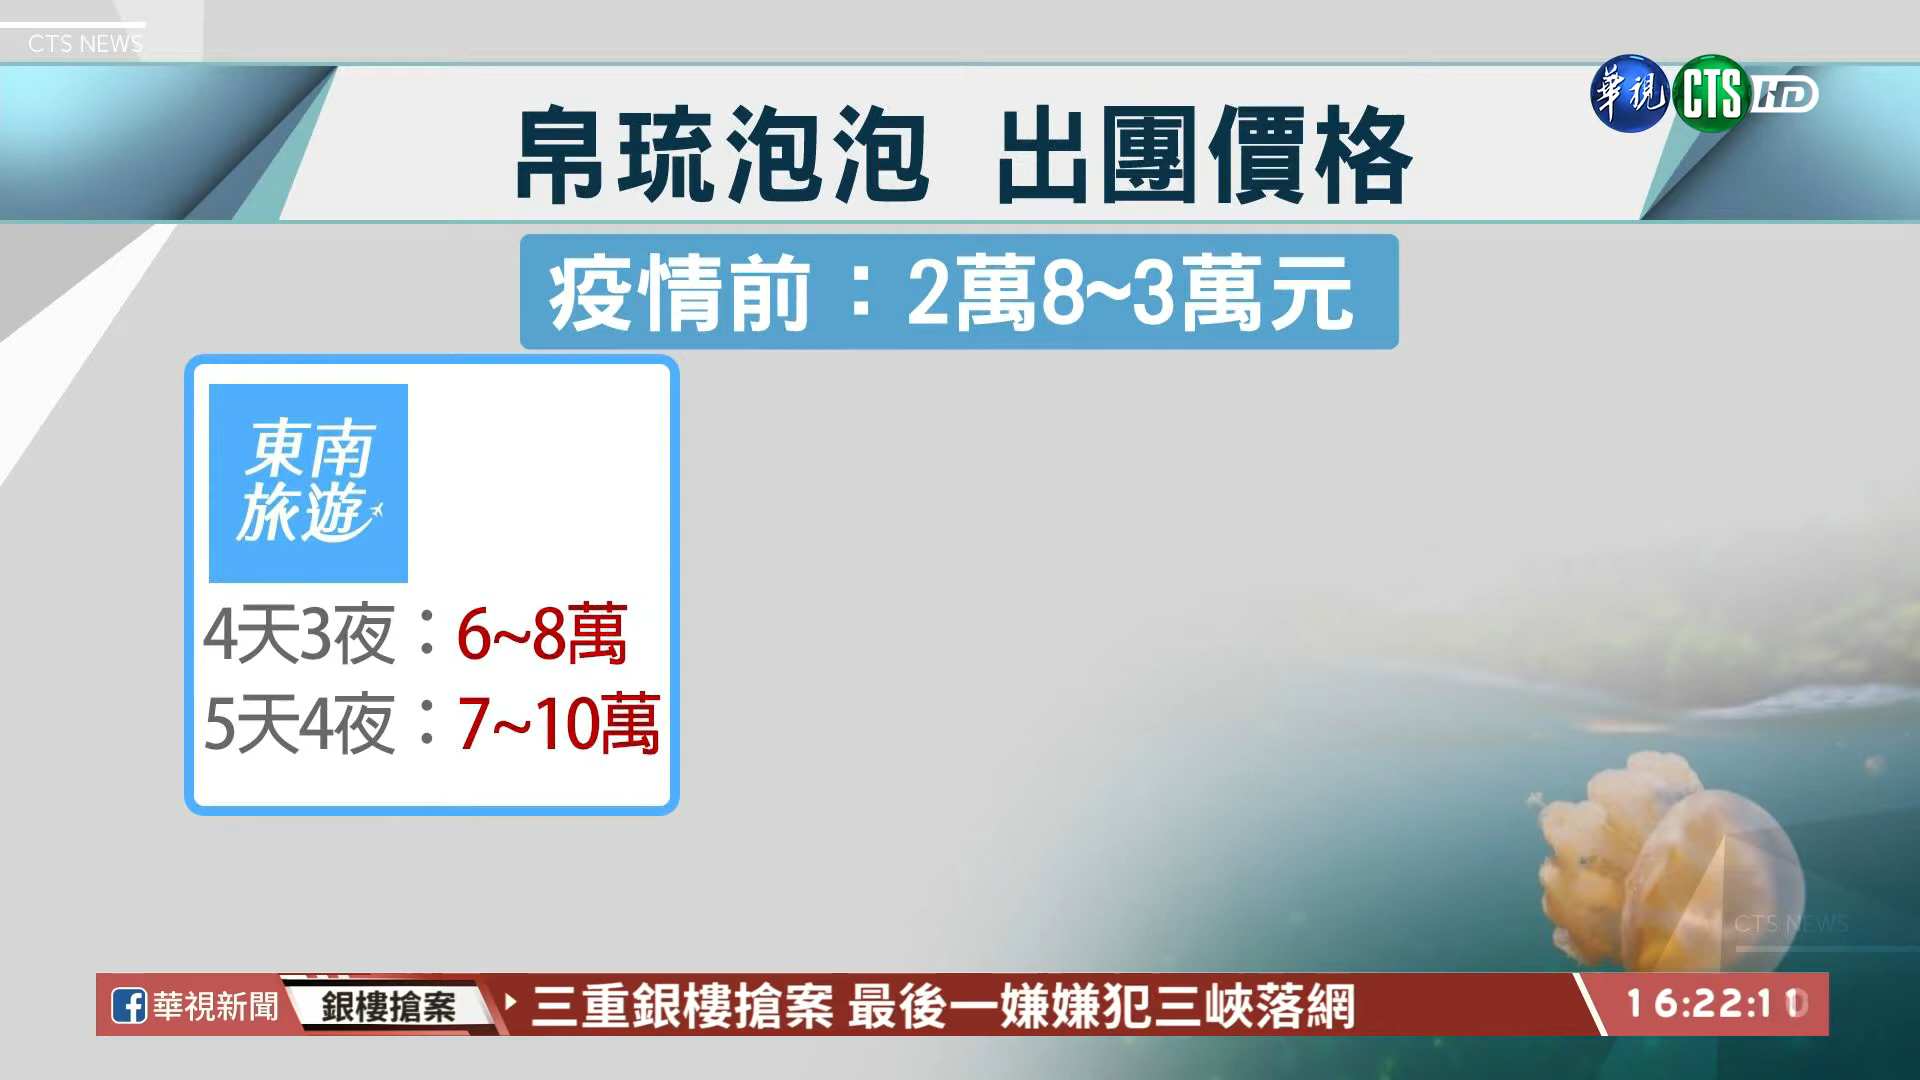 CTS NEWS
華視 CTS HD
帛琉泡泡 出團價格
疫情前：2萬8~3萬元
東南
旅遊
4天3夜：6~8萬
5天4夜：7~10萬
CTS NEWS
華視新聞 銀樓搶案 三重銀樓搶案 最後一嫌嫌犯三峽落網 16:22:11